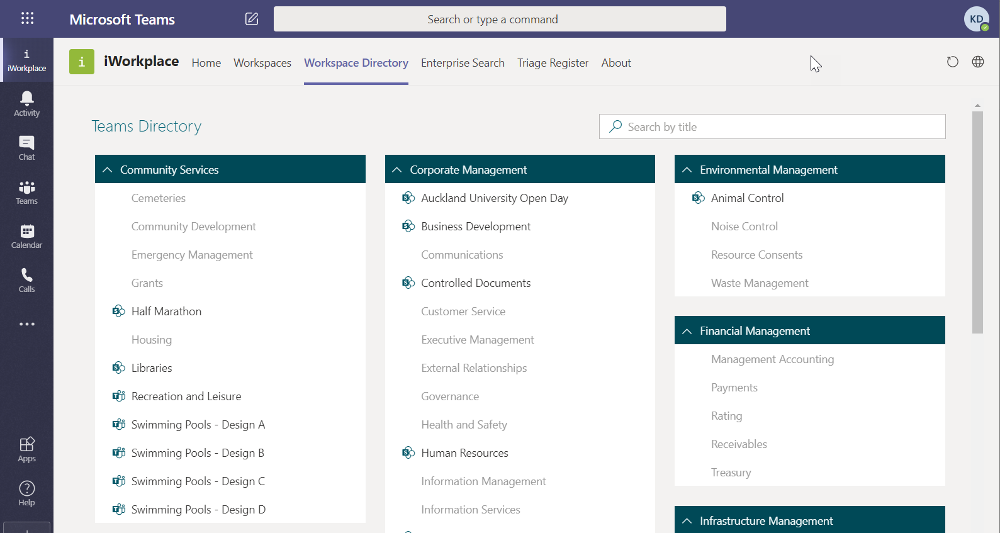 Microsoft Teams
Search or type a command
KD
i
iWorkplace
Activity
Chat
Teams
Calendar
Calls
Apps
Help
i
iWorkplace
Home
Workspaces
Workspace Directory
Enterprise Search
Triage Register
About
Teams Directory
Search by title
Community Services
Cemeteries
Community Development
Emergency Management
Grants
Half Marathon
Housing
Libraries
Recreation and Leisure
Swimming Pools - Design A
Swimming Pools - Design B
Swimming Pools - Design C
Swimming Pools - Design D
Corporate Management
Auckland University Open Day
Business Development
Communications
Controlled Documents
Customer Service
Executive Management
External Relationships
Governance
Health and Safety
Human Resources
Information Management
Information Services
Environmental Management
Animal Control
Noise Control
Resource Consents
Waste Management
Financial Management
Management Accounting
Payments
Rating
Receivables
Treasury
Infrastructure Management